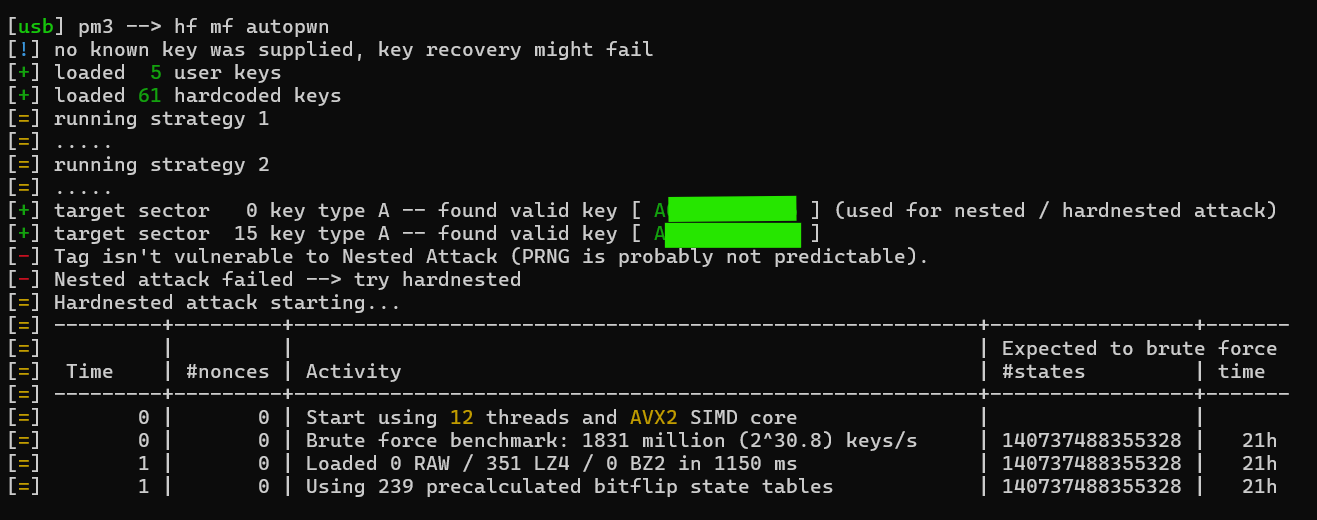 [usb] pm3 --> hf mf autopwn
[!] no known key was supplied, key recovery might fail
[+] loaded  5 user keys
[+] loaded 61 hardcoded keys
[=] running strategy 1
[=] .....
[=] running strategy 2
[=] .....
[+] target sector   0 key type A -- found valid key [ A ] (used for nested / hardnested attack)
[+] target sector  15 key type A -- found valid key [ A ]
[-] Tag isn't vulnerable to Nested Attack (PRNG is probably not predictable).
[-] Nested attack failed --> try hardnested
[=] Hardnested attack starting...
[=] ---------+---------+---------------------------------------------------------+-----------------+-------
[=]          |         |                                                         | Expected to brute force
[=]  Time    | #nonces | Activity                                                | #states         | time
[=] ---------+---------+---------------------------------------------------------+-----------------+-------
[=]        0 |       0 | Start using 12 threads and AVX2 SIMD core               |                 |
[=]        0 |       0 | Brute force benchmark: 1831 million (2^30.8) keys/s     | 140737488355328 |   21h
[=]        1 |       0 | Loaded 0 RAW / 351 LZ4 / 0 BZ2 in 1150 ms               | 140737488355328 |   21h
[=]        1 |       0 | Using 239 precalculated bitflip state tables            | 140737488355328 |   21h